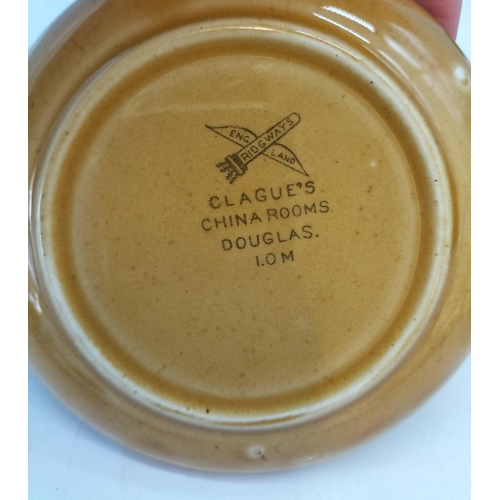 RIDGWAYS
ENG
LAND
CLAGUE'S
CHINA ROOMS.
DOUGLAS.
I.O M